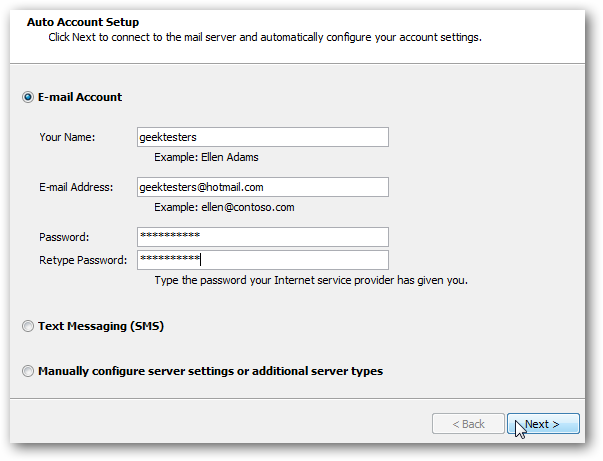 Auto Account Setup
Click Next to connect to the mail server and automatically configure your account settings.
E-mail Account
Your Name: geektesters
Example: Ellen Adams
E-mail Address: geektesters@hotmail.com
Example: ellen@contoso.com
Password: **********
Retype Password: **********
Type the password your Internet service provider has given you.
Text Messaging (SMS)
Manually configure server settings or additional server types
< Back Next >